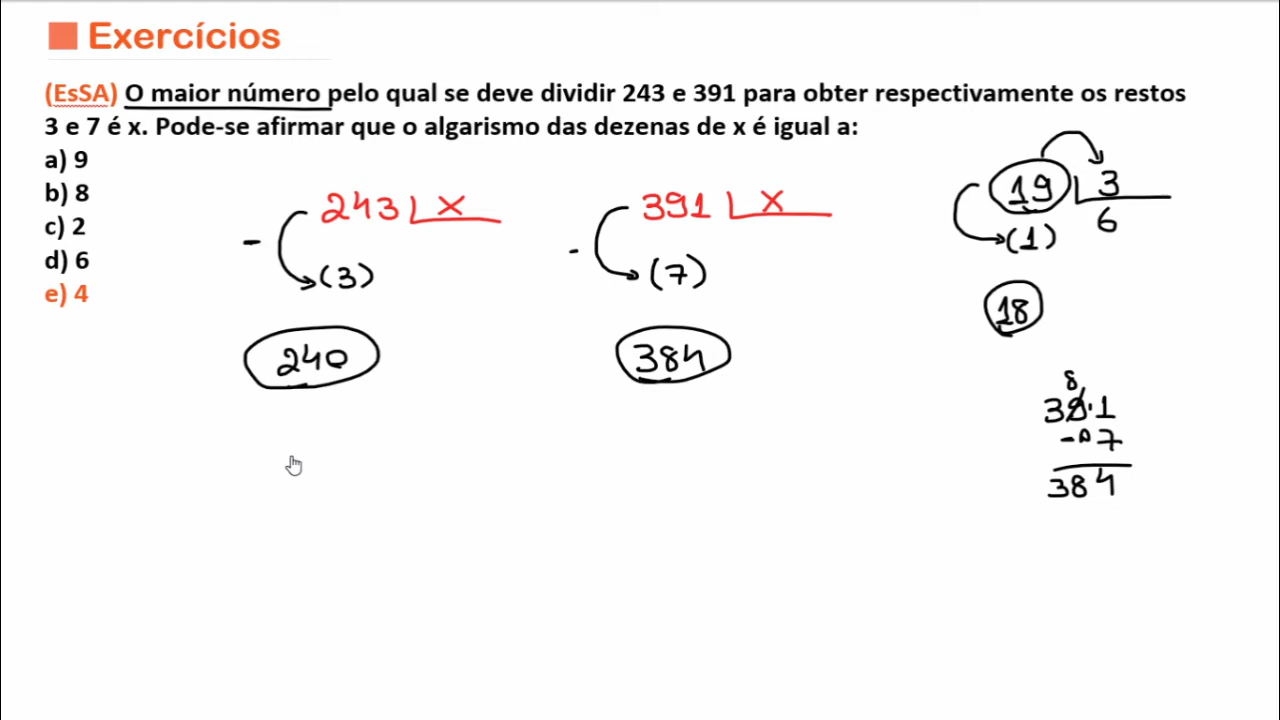 Exercícios
(EsSA) O maior número pelo qual se deve dividir 243 e 391 para obter respectivamente os restos
3 e 7 é x. Pode-se afirmar que o algarismo das dezenas de x é igual a:
a) 9
b) 8
c) 2
d) 6
e) 4
243 x
- (3)
240
391 x
- (7)
384
19 3
(1) 6
18
8
39.1
-07
384